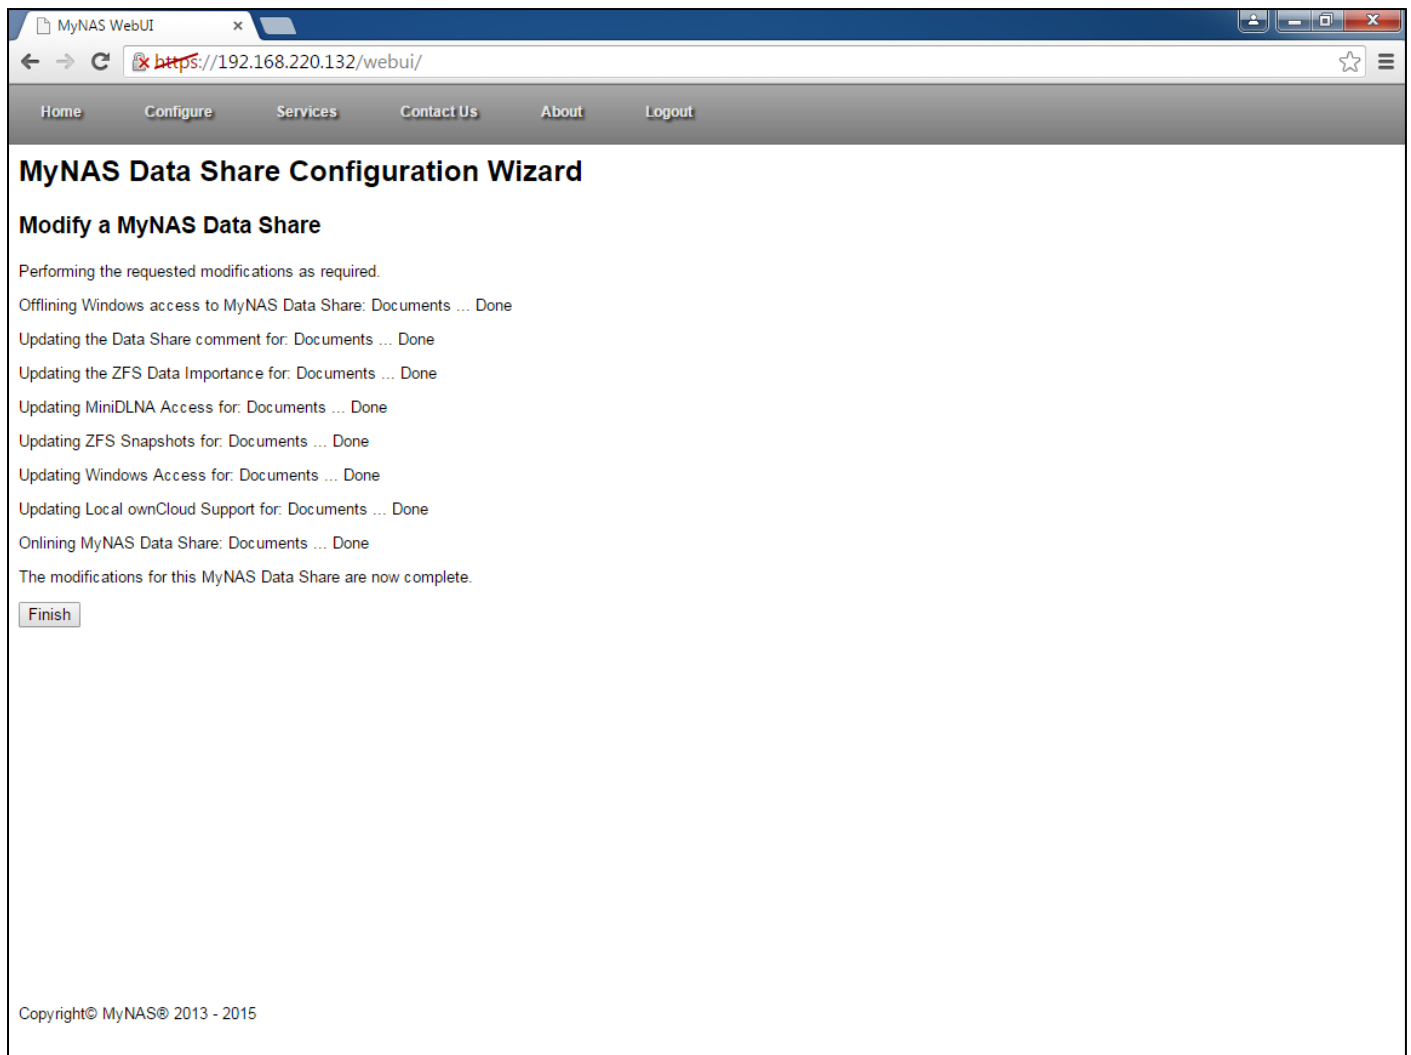 MyNAS WebUI
https://192.168.220.132/webui/
Home Configure Services Contact Us About Logout
MyNAS Data Share Configuration Wizard
Modify a MyNAS Data Share
Performing the requested modifications as required.
Offlining Windows access to MyNAS Data Share: Documents ... Done
Updating the Data Share comment for: Documents ... Done
Updating the ZFS Data Importance for: Documents ... Done
Updating MiniDLNA Access for: Documents ... Done
Updating ZFS Snapshots for: Documents ... Done
Updating Windows Access for: Documents ... Done
Updating Local ownCloud Support for: Documents ... Done
Onlining MyNAS Data Share: Documents ... Done
The modifications for this MyNAS Data Share are now complete.
Finish
Copyright© MyNAS® 2013 - 2015